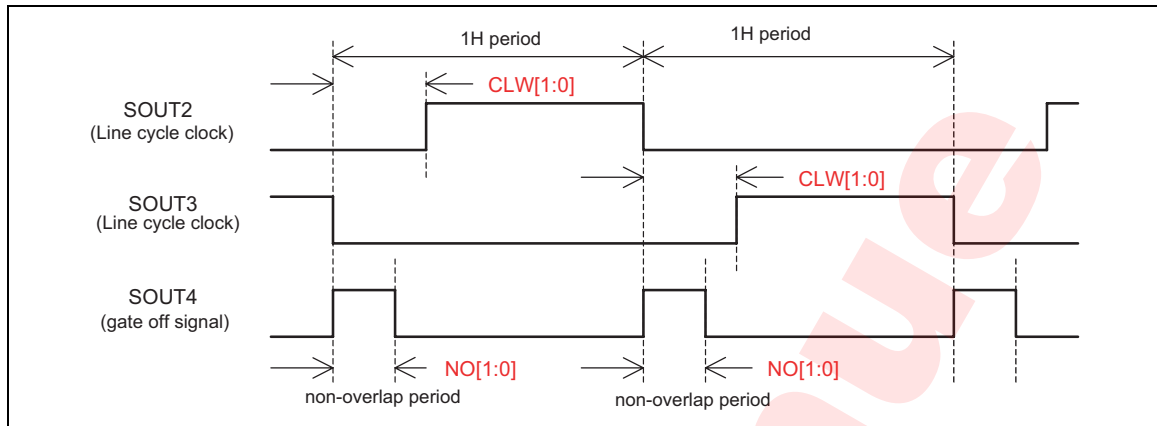 1H period
1H period
CLW[1:0]
SOUT2
(Line cycle clock)
CLW[1:0]
SOUT3
(Line cycle clock)
SOUT4
(gate off signal)
NO[1:0]
NO[1:0]
non-overlap period
non-overlap period